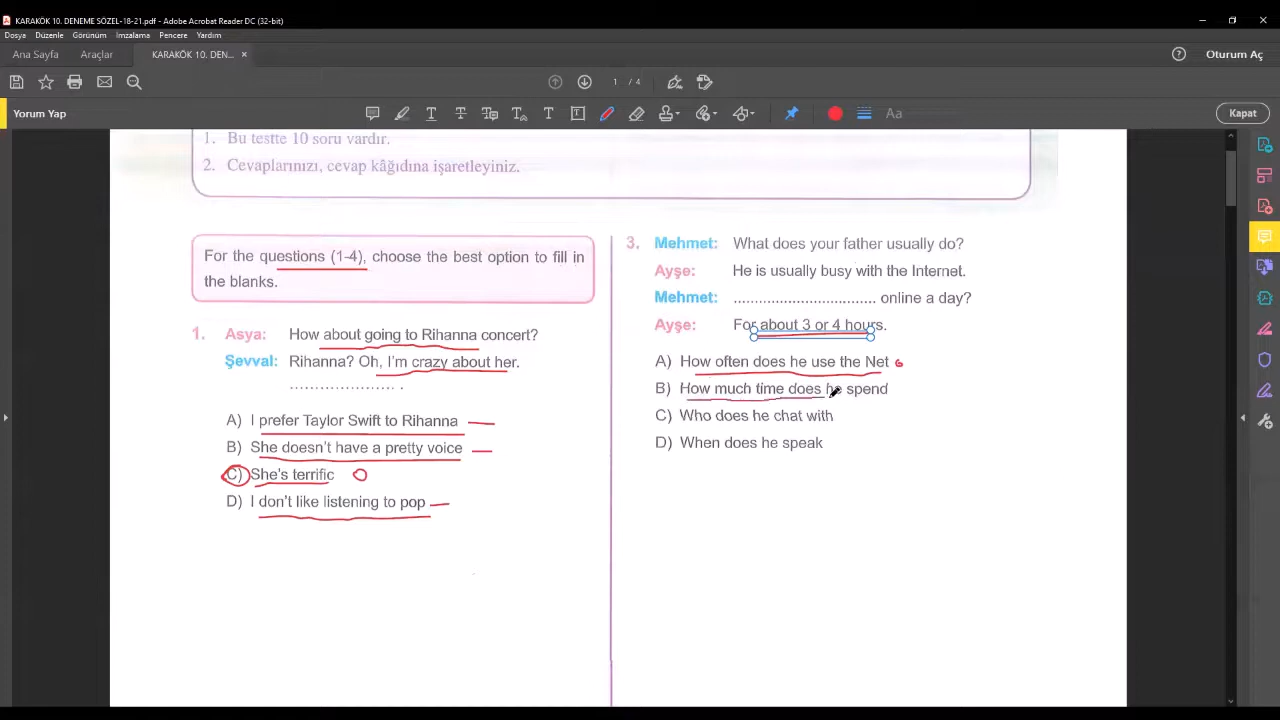 KARAKÖK 10. DENEME SÖZEL-18-21.pdf - Adobe Acrobat Reader DC (32-bit)
Dosya Düzenle Görünüm İmzalama Pencere Yardım
Ana Sayfa Araçlar KARAKÖK 10. DEN... × Oturum Aç
1 / 4
Yorum Yap Aa Kapat
1. Bu testte 10 soru vardır.
2. Cevaplarınızı, cevap kâğıdına işaretleyiniz.
For the questions (1-4), choose the best option to fill in
the blanks.
1. Asya: How about going to Rihanna concert?
Şevval: Rihanna? Oh, I'm crazy about her.
..................... .
A) I prefer Taylor Swift to Rihanna
B) She doesn't have a pretty voice
C) She's terrific
D) I don't like listening to pop
3. Mehmet: What does your father usually do?
Ayşe: He is usually busy with the Internet.
Mehmet: ................................ online a day?
Ayşe: For about 3 or 4 hours.
A) How often does he use the Net
B) How much time does he spend
C) Who does he chat with
D) When does he speak